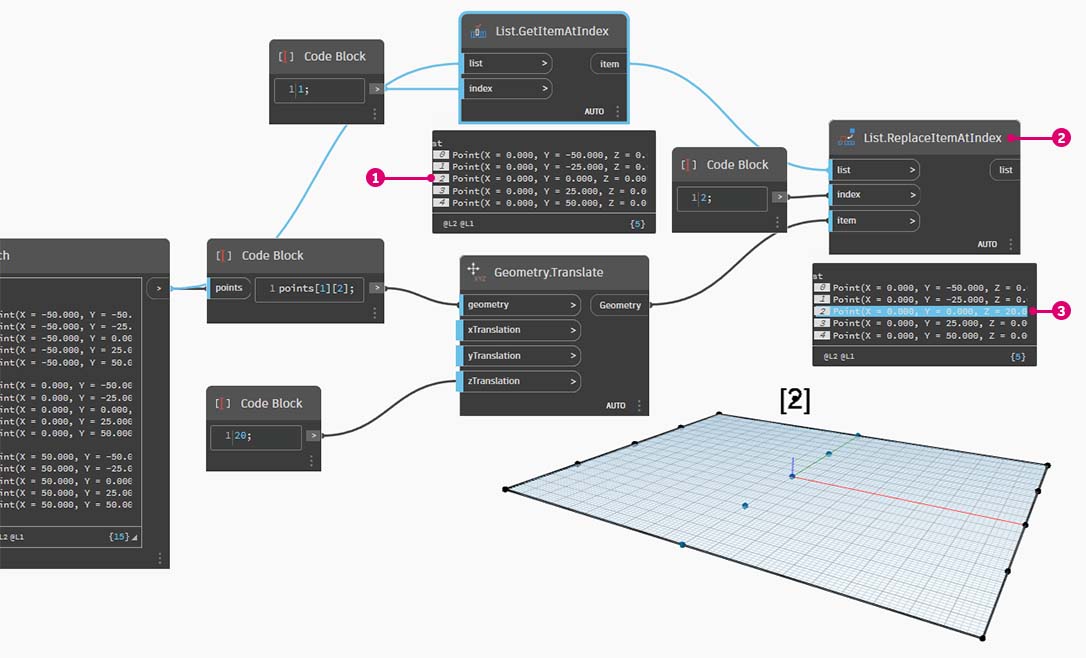 Code Block
1 1;
>
List.GetItemAtIndex
list >
item
index >
AUTO
st
0 Point(X = 0.000, Y = -50.000, Z = 0.
1 Point(X = 0.000, Y = -25.000, Z = 0.
2 Point(X = 0.000, Y = 0.000, Z = 0.00
3 Point(X = 0.000, Y = 25.000, Z = 0.0
4 Point(X = 0.000, Y = 50.000, Z = 0.0
@L2 @L1 {5}
1
Code Block
1 2;
>
List.ReplaceItemAtIndex
2
list >
list
index >
item >
AUTO
st
0 Point(X = 0.000, Y = -50.000, Z = 0.
1 Point(X = 0.000, Y = -25.000, Z = 0.
2 Point(X = 0.000, Y = 0.000, Z = 20.0
3 Point(X = 0.000, Y = 25.000, Z = 0.0
4 Point(X = 0.000, Y = 50.000, Z = 0.0
@L2 @L1 {5}
3
ch
>
int(X = -50.000, Y = -50.
int(X = -50.000, Y = -25.
int(X = -50.000, Y = 0.00
int(X = -50.000, Y = 25.0
int(X = -50.000, Y = 50.0
int(X = 0.000, Y = -50.00
int(X = 0.000, Y = -25.00
int(X = 0.000, Y = 0.000,
int(X = 0.000, Y = 25.000
int(X = 0.000, Y = 50.000
int(X = 50.000, Y = -50.0
int(X = 50.000, Y = -25.0
int(X = 50.000, Y = 0.000
int(X = 50.000, Y = 25.00
int(X = 50.000, Y = 50.00
L2 @L1 {15}
Code Block
points
1 points[1][2];
>
Code Block
1 20;
>
Geometry.Translate
XYZ
geometry >
Geometry
xTranslation >
yTranslation >
zTranslation >
AUTO
[2]